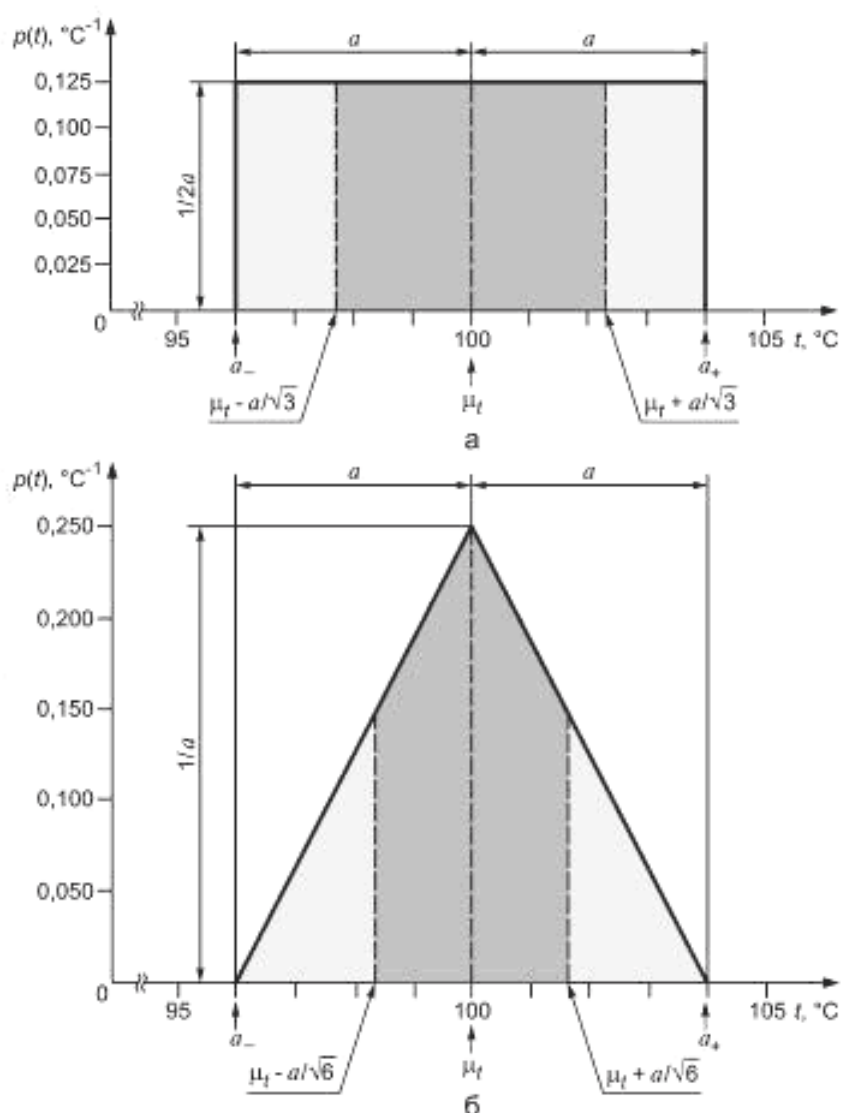 p(t), °C⁻¹
a
a
0,125
0,100
0,075
0,050
0,025
0
1/2a
95
100
105
t, °C
a₋
a₊
μₜ - a/√3
μₜ
μₜ + a/√3
а
p(t), °C⁻¹
a
a
0,250
0,200
0,150
0,100
0,050
0
1/a
95
100
105
t, °C
a₋
a₊
μₜ - a/√6
μₜ
μₜ + a/√6
б